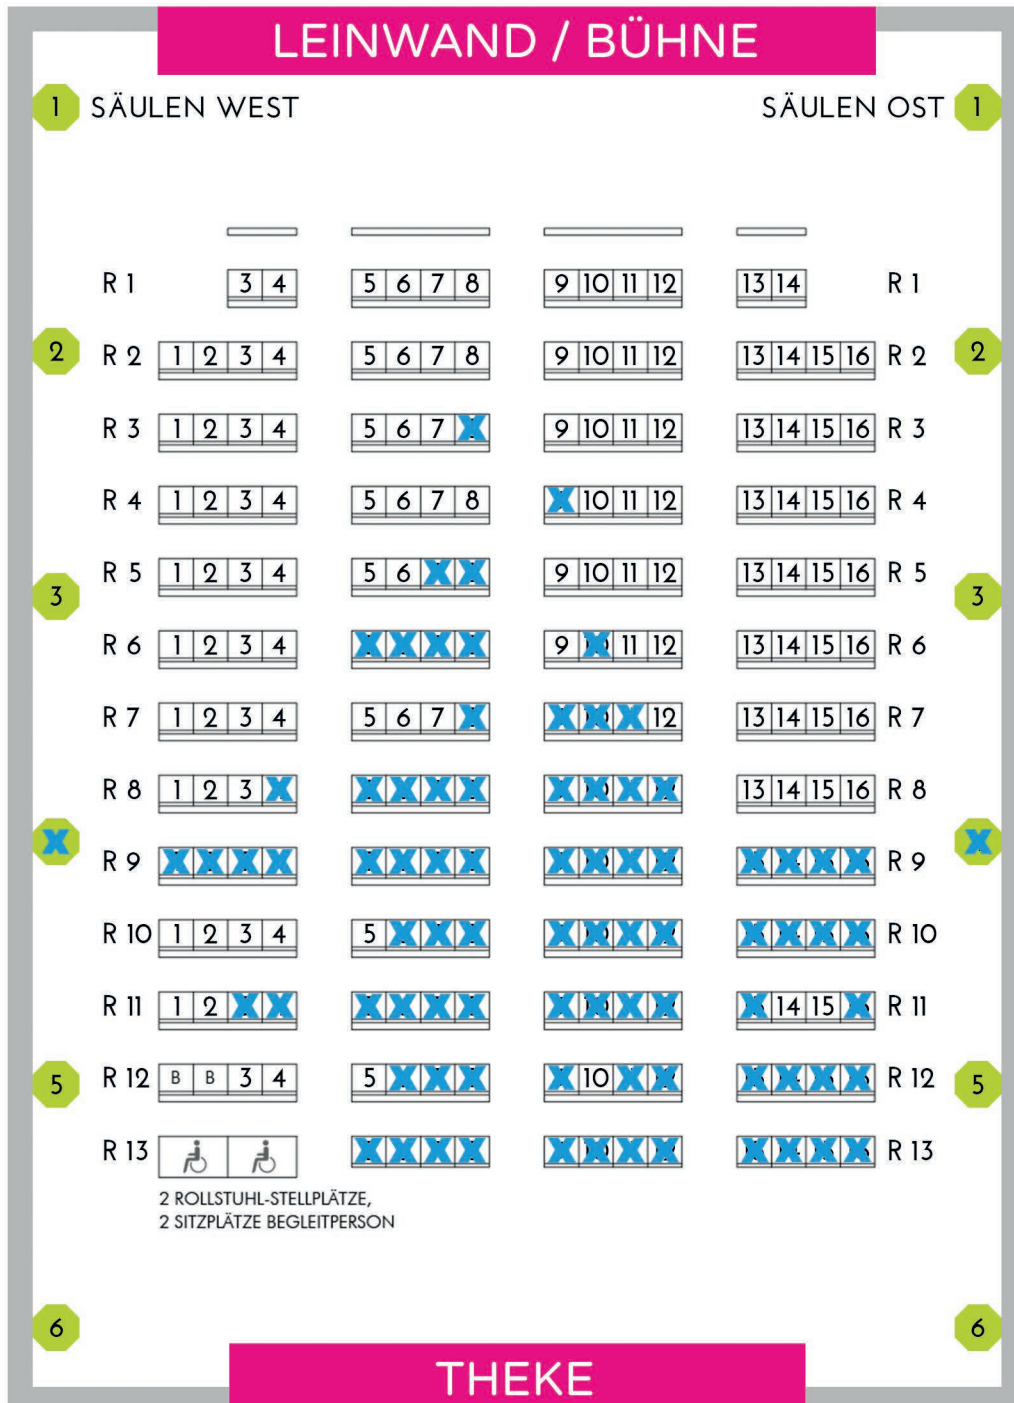 LEINWAND / BÜHNE
1 SÄULEN WEST SÄULEN OST 1
R 1 3 4 5 6 7 8 9 10 11 12 13 14 R 1
2 R 2 1 2 3 4 5 6 7 8 9 10 11 12 13 14 15 16 R 2 2
R 3 1 2 3 4 5 6 7 X 9 10 11 12 13 14 15 16 R 3
R 4 1 2 3 4 5 6 7 8 X 10 11 12 13 14 15 16 R 4
R 5 1 2 3 4 5 6 X X 9 10 11 12 13 14 15 16 R 5
3 3
R 6 1 2 3 4 X X X X 9 X 11 12 13 14 15 16 R 6
R 7 1 2 3 4 5 6 7 X X X X 12 13 14 15 16 R 7
R 8 1 2 3 X X X X X X X X X 13 14 15 16 R 8
X X
R 9 X X X X X X X X X X X X X X X X R 9
R 10 1 2 3 4 5 X X X X X X X X X X X R 10
R 11 1 2 X X X X X X X X X X X 14 15 X R 11
5 R 12 B B 3 4 5 X X X X 10 X X X X X X R 12 5
R 13 X X X X X X X X X X X X R 13
2 ROLLSTUHL-STELLPLÄTZE,
2 SITZPLÄTZE BEGLEITPERSON
6 6
THEKE